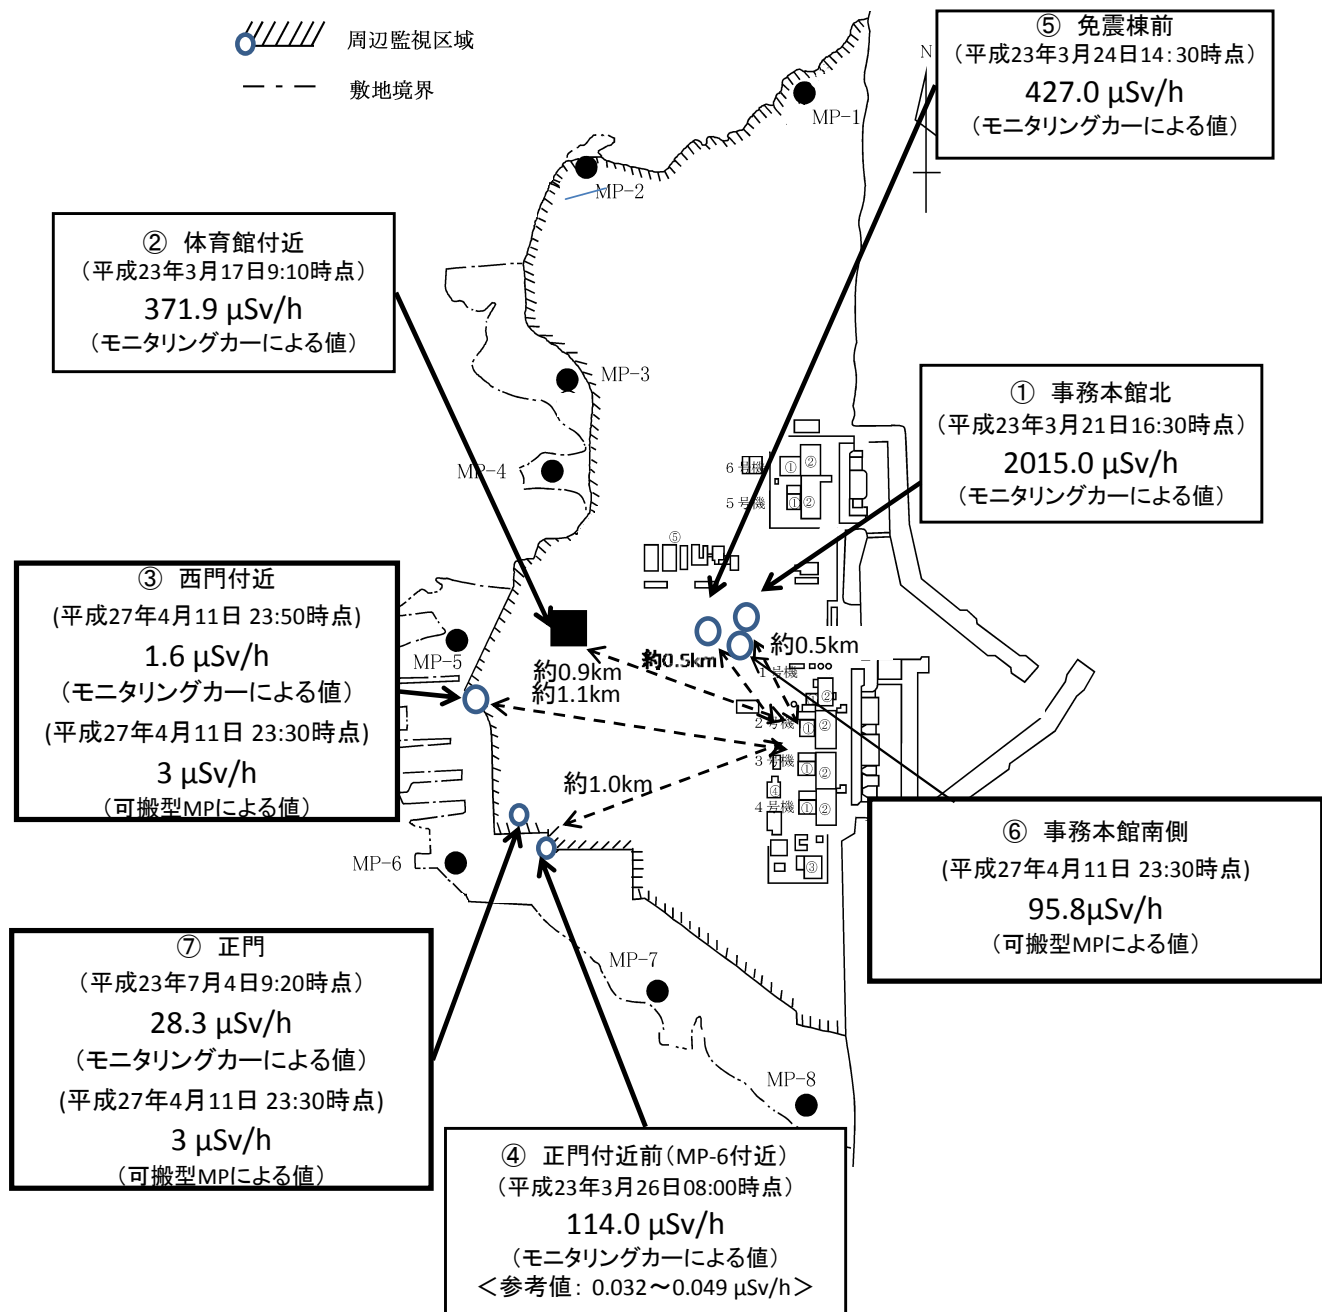 周辺監視区域
敷地境界
⑤ 免震棟前
(平成23年3月24日14:30時点)
427.0 μSv/h
(モニタリングカーによる値)
N
MP-1
MP-2
② 体育館付近
(平成23年3月17日9:10時点)
371.9 μSv/h
(モニタリングカーによる値)
MP-3
MP-4
① 事務本館北
(平成23年3月21日16:30時点)
2015.0 μSv/h
(モニタリングカーによる値)
6号機
① ②
5号機
① ②
⑤
③ 西門付近
(平成27年4月11日 23:50時点)
1.6 μSv/h
(モニタリングカーによる値)
(平成27年4月11日 23:30時点)
3 μSv/h
(可搬型MPによる値)
MP-5
約0.9km
約1.1km
約0.5km
約0.5km
1号機
②
2号機
① ②
3号機
① ②
④
4号機
① ②
③
約1.0km
MP-6
⑥ 事務本館南側
(平成27年4月11日 23:30時点)
95.8μSv/h
(可搬型MPによる値)
⑦ 正門
(平成23年7月4日9:20時点)
28.3 μSv/h
(モニタリングカーによる値)
(平成27年4月11日 23:30時点)
3 μSv/h
(可搬型MPによる値)
MP-7
MP-8
④ 正門付近前(MP-6付近)
(平成23年3月26日08:00時点)
114.0 μSv/h
(モニタリングカーによる値)
<参考値: 0.032~0.049 μSv/h>